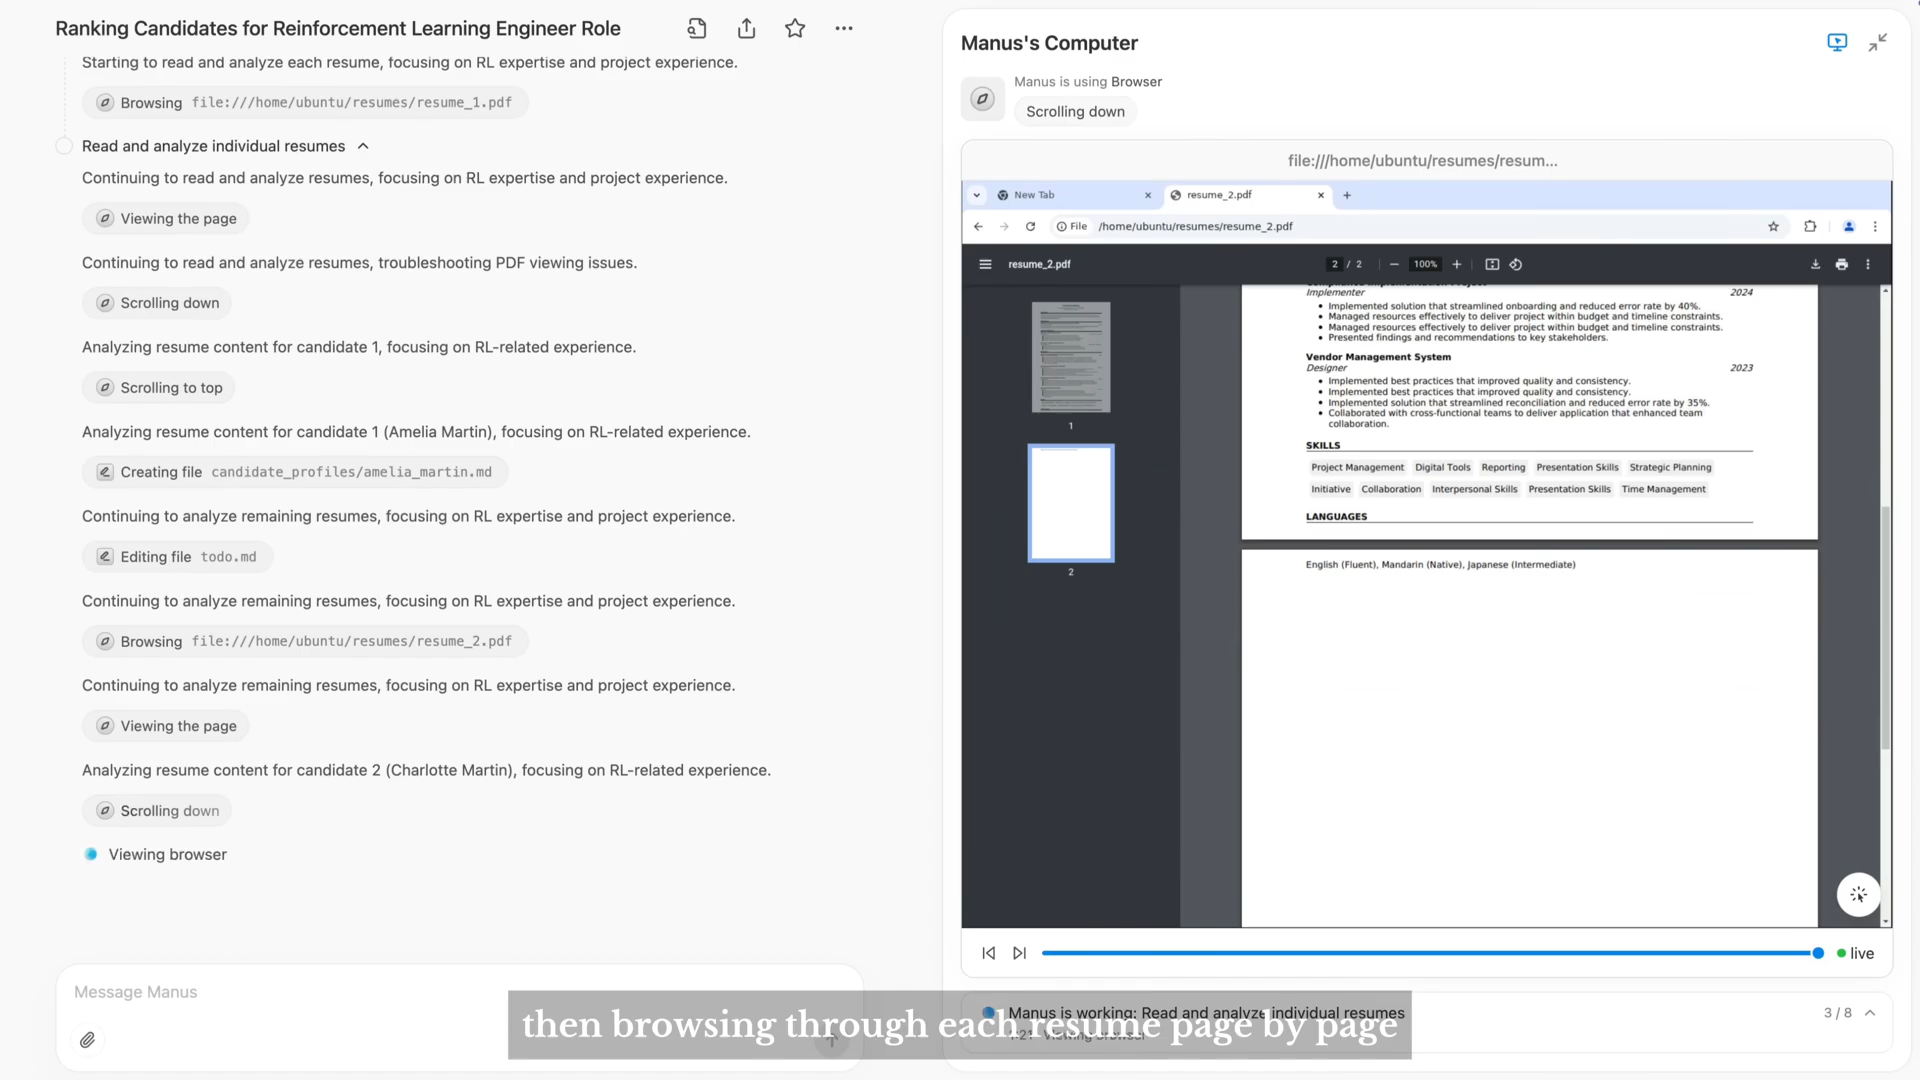 Ranking Candidates for Reinforcement Learning Engineer Role
Starting to read and analyze each resume, focusing on RL expertise and project experience.
Browsing file:///home/ubuntu/resumes/resume_1.pdf
Read and analyze individual resumes
Continuing to read and analyze resumes, focusing on RL expertise and project experience.
Viewing the page
Continuing to read and analyze resumes, troubleshooting PDF viewing issues.
Scrolling down
Analyzing resume content for candidate 1, focusing on RL-related experience.
Scrolling to top
Analyzing resume content for candidate 1 (Amelia Martin), focusing on RL-related experience.
Creating file candidate_profiles/amelia_martin.md
Continuing to analyze remaining resumes, focusing on RL expertise and project experience.
Editing file todo.md
Continuing to analyze remaining resumes, focusing on RL expertise and project experience.
Browsing file:///home/ubuntu/resumes/resume_2.pdf
Continuing to analyze remaining resumes, focusing on RL expertise and project experience.
Viewing the page
Analyzing resume content for candidate 2 (Charlotte Martin), focusing on RL-related experience.
Scrolling down
Viewing browser
Message Manus
Manus's Computer
Manus is using Browser
Scrolling down
file:///home/ubuntu/resumes/resum...
New Tab
resume_2.pdf
File /home/ubuntu/resumes/resume_2.pdf
resume_2.pdf
2 / 2
100%
1
2
Implementer 2024
• Implemented solution that streamlined onboarding and reduced error rate by 40%.
• Managed resources effectively to deliver project within budget and timeline constraints.
• Managed resources effectively to deliver project within budget and timeline constraints.
• Presented findings and recommendations to key stakeholders.
Vendor Management System
Designer 2023
• Implemented best practices that improved quality and consistency.
• Implemented best practices that improved quality and consistency.
• Implemented solution that streamlined reconciliation and reduced error rate by 35%.
• Collaborated with cross-functional teams to deliver application that enhanced team
collaboration.
SKILLS
Project Management Digital Tools Reporting Presentation Skills Strategic Planning
Initiative Collaboration Interpersonal Skills Presentation Skills Time Management
LANGUAGES
English (Fluent), Mandarin (Native), Japanese (Intermediate)
live
Manus is working: Read and analyze individual resumes
3 / 8
Viewing browser
then browsing through each resume page by page